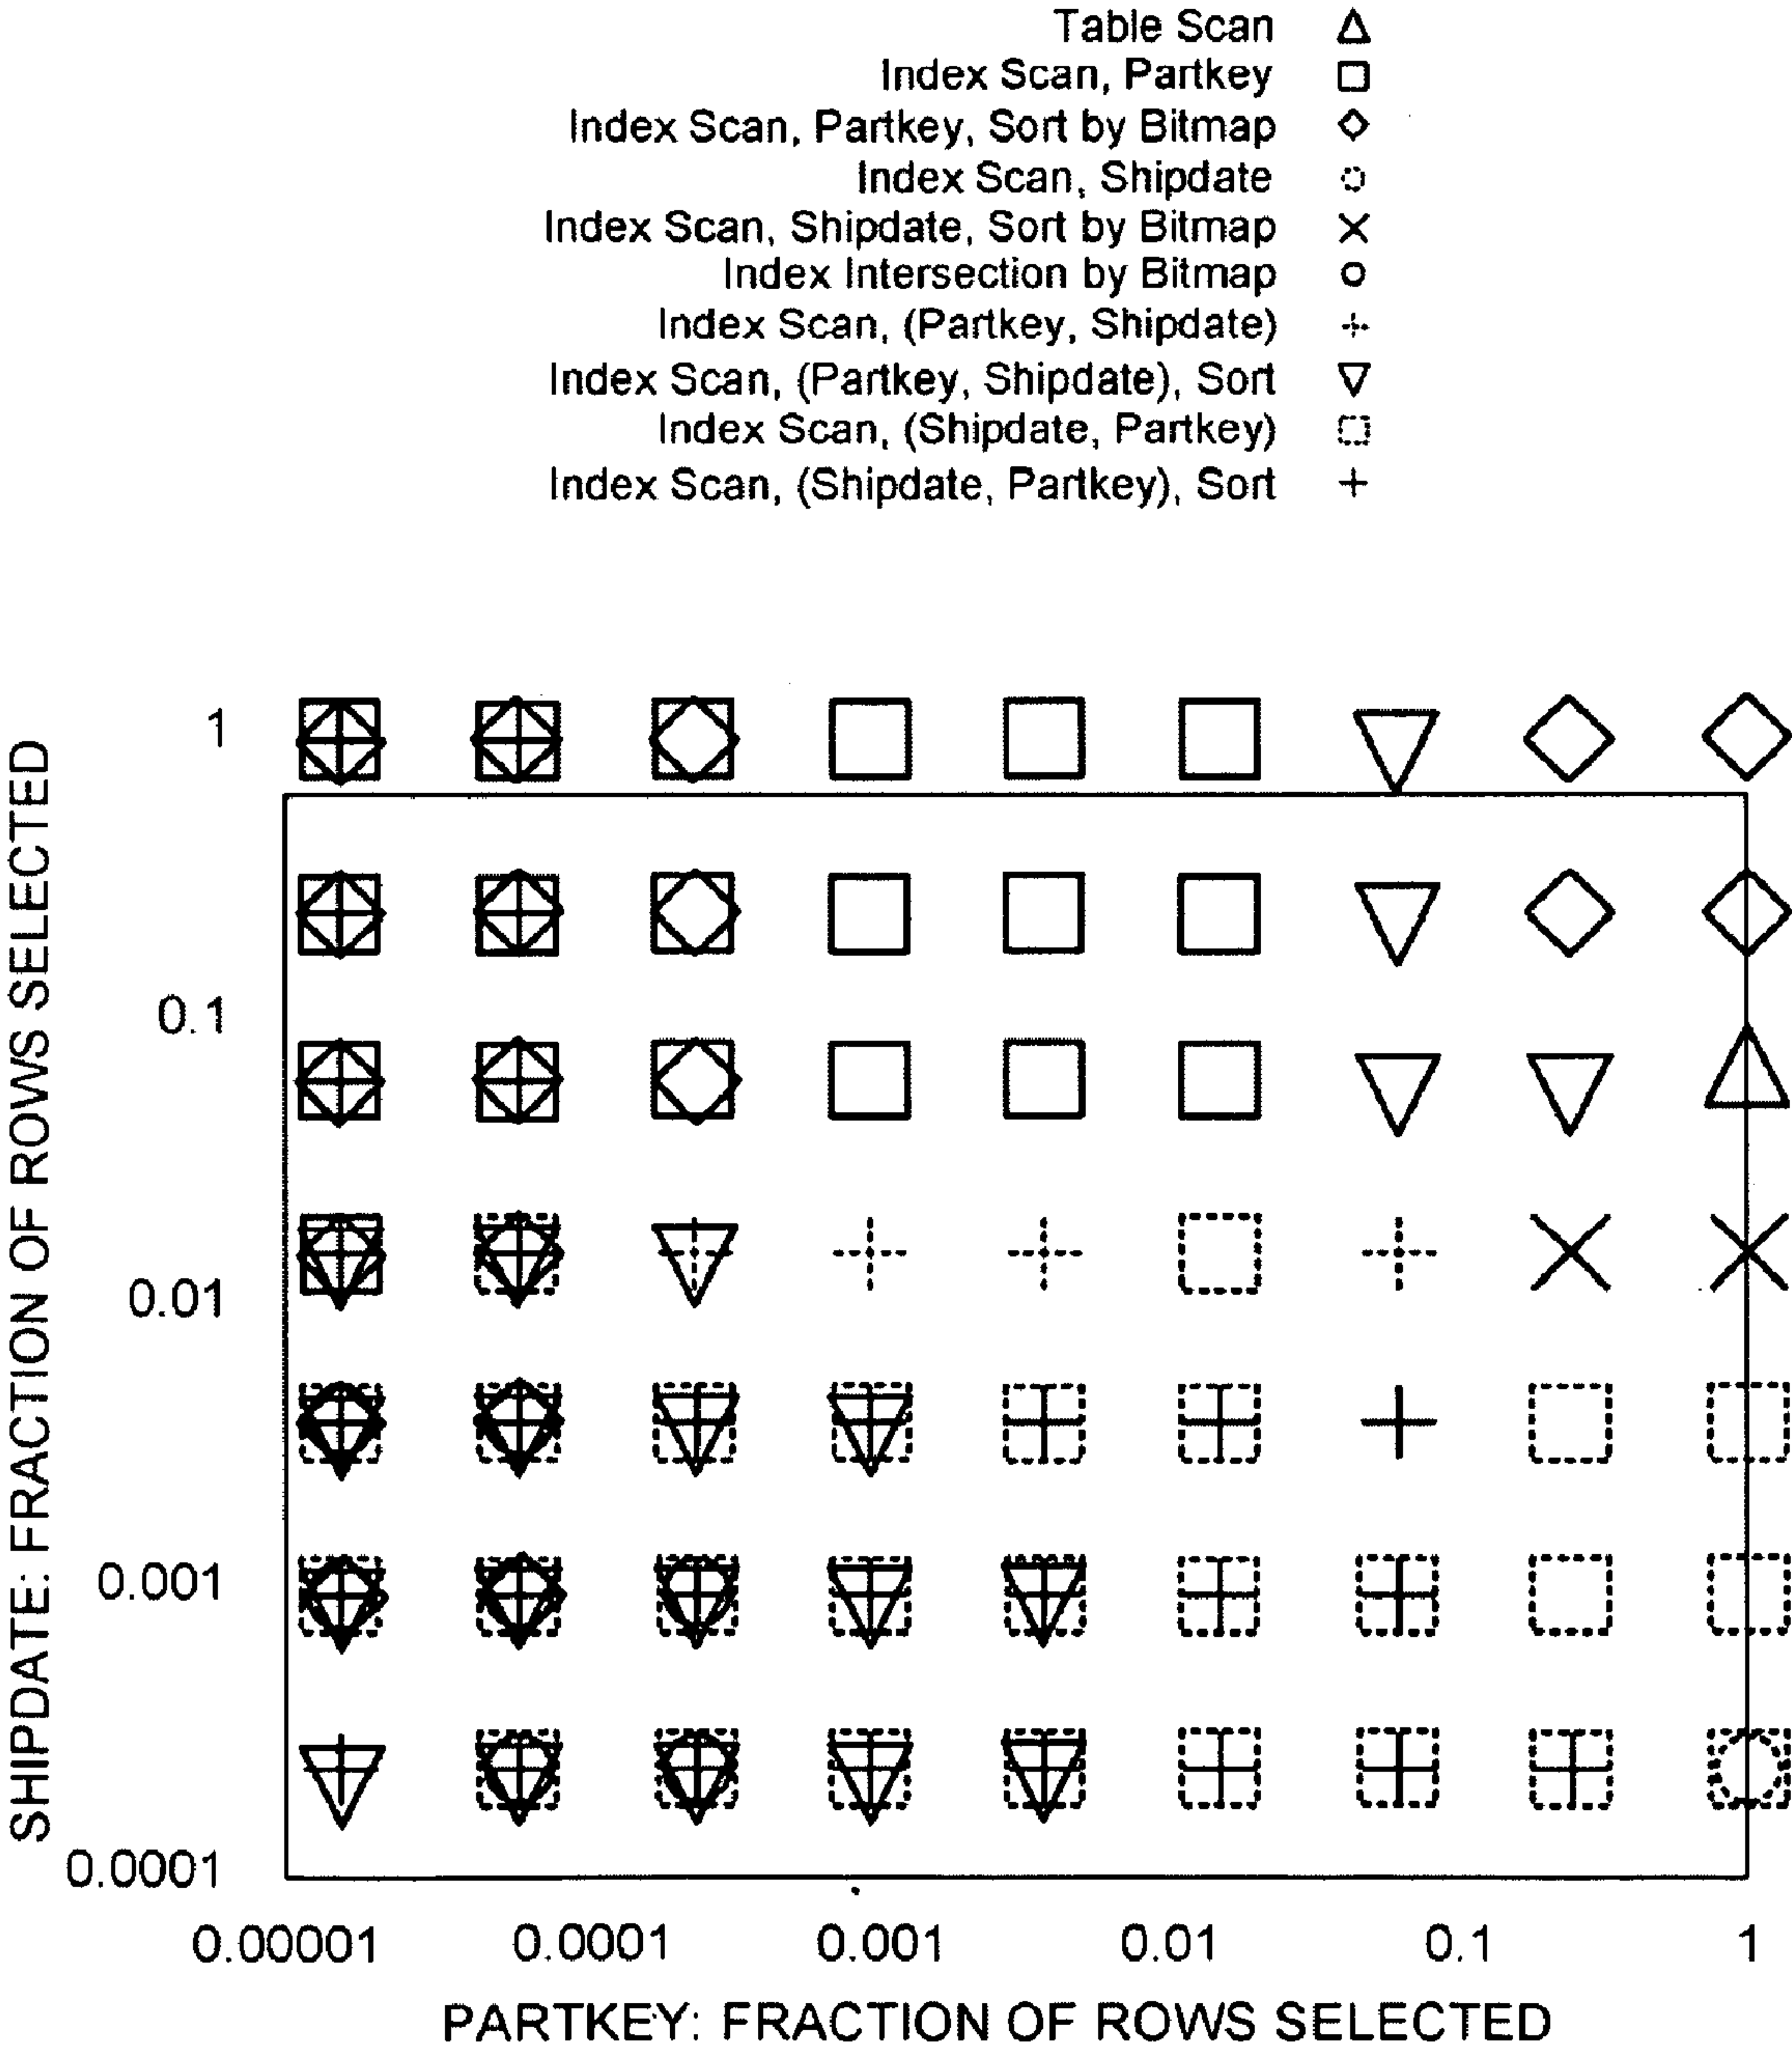 Table Scan
Index Scan, Partkey
Index Scan, Partkey, Sort by Bitmap
Index Scan, Shipdate
Index Scan, Shipdate, Sort by Bitmap
Index Intersection by Bitmap
Index Scan, (Partkey, Shipdate)
Index Scan, (Partkey, Shipdate), Sort
Index Scan, (Shipdate, Partkey)
Index Scan, (Shipdate, Partkey), Sort
SHIPDATE: FRACTION OF ROWS SELECTED
1
0.1
0.01
0.001
0.0001
0.00001 0.0001 0.001 0.01 0.1 1
PARTKEY: FRACTION OF ROWS SELECTED